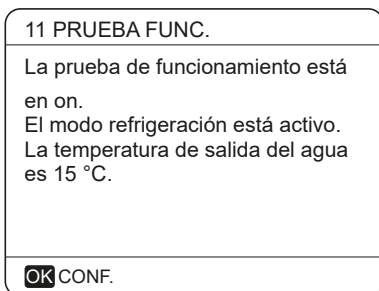 11 PRUEBA FUNC.
La prueba de funcionamiento está
en on.
El modo refrigeración está activo.
La temperatura de salida del agua
es 15 °C.
OK CONF.